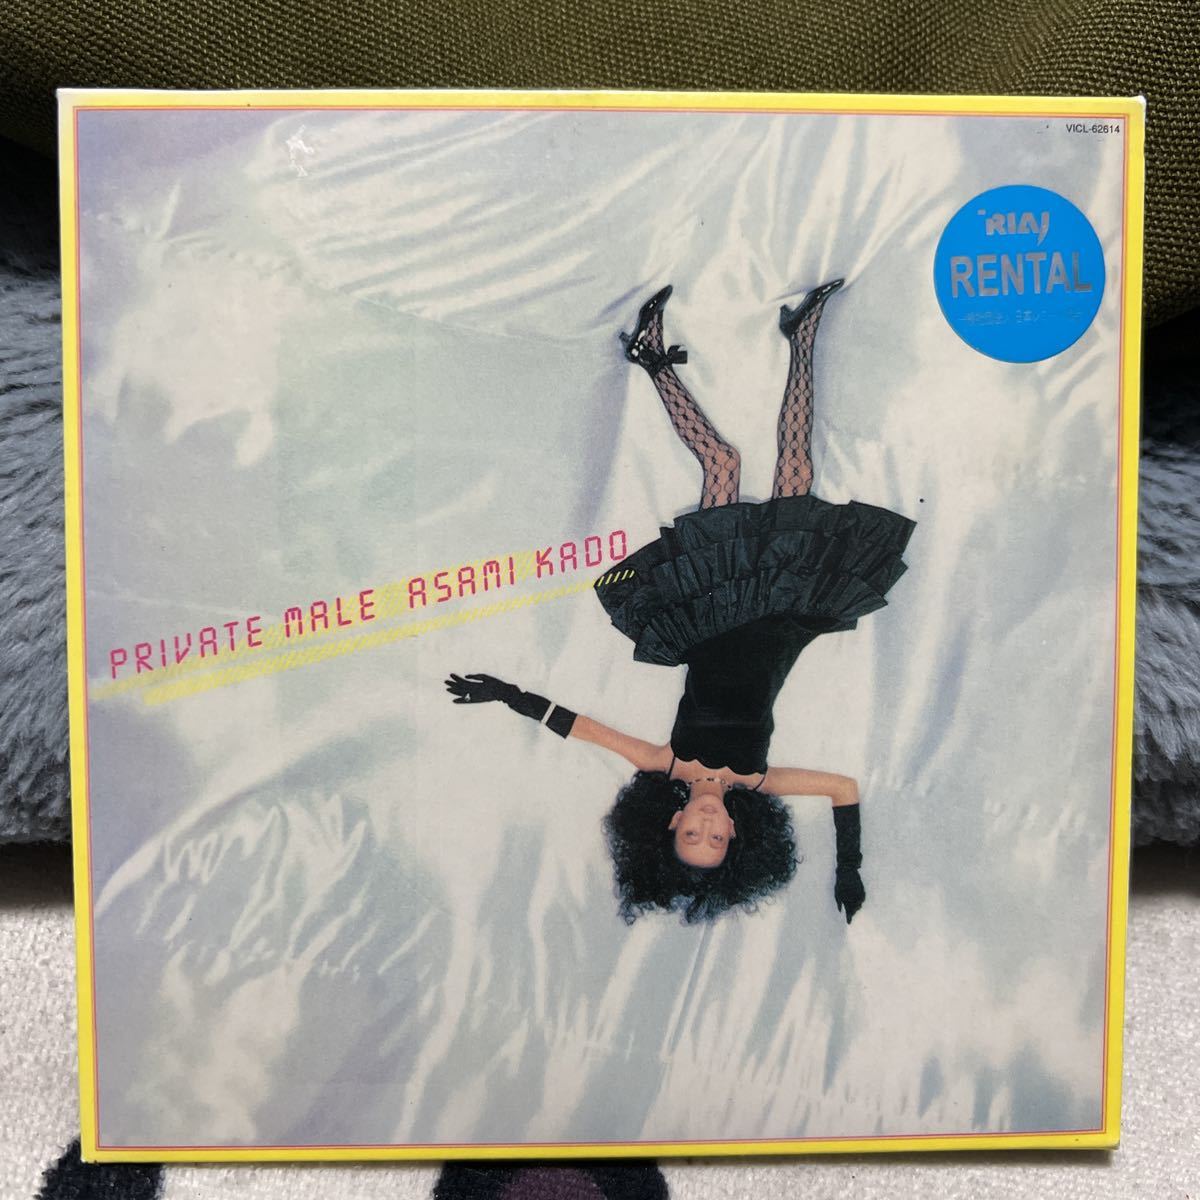 VICL-62614
RIAJ
RENTAL
PRIVATE MALE ASAMI KADO